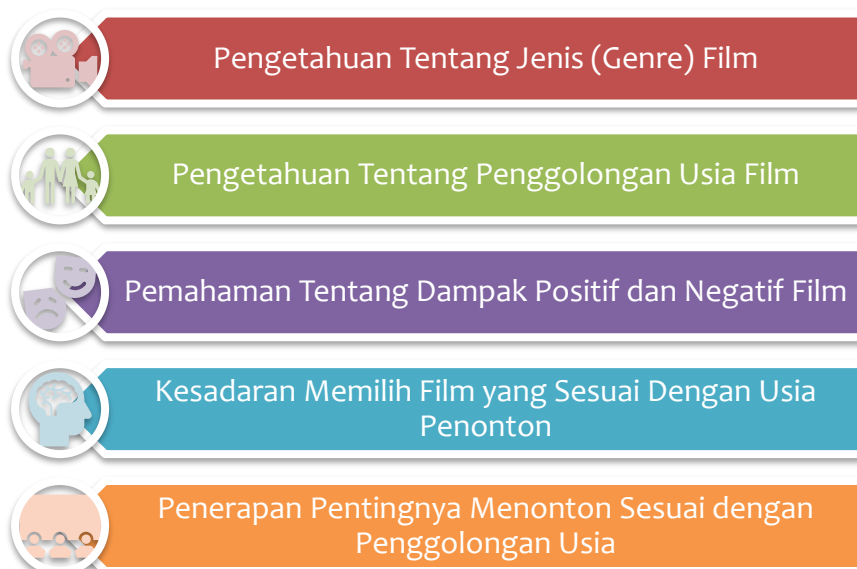 Pengetahuan Tentang Jenis (Genre) Film
Pengetahuan Tentang Penggolongan Usia Film
Pemahaman Tentang Dampak Positif dan Negatif Film
Kesadaran Memilih Film yang Sesuai Dengan Usia
Penonton
Penerapan Pentingnya Menonton Sesuai dengan
Penggolongan Usia